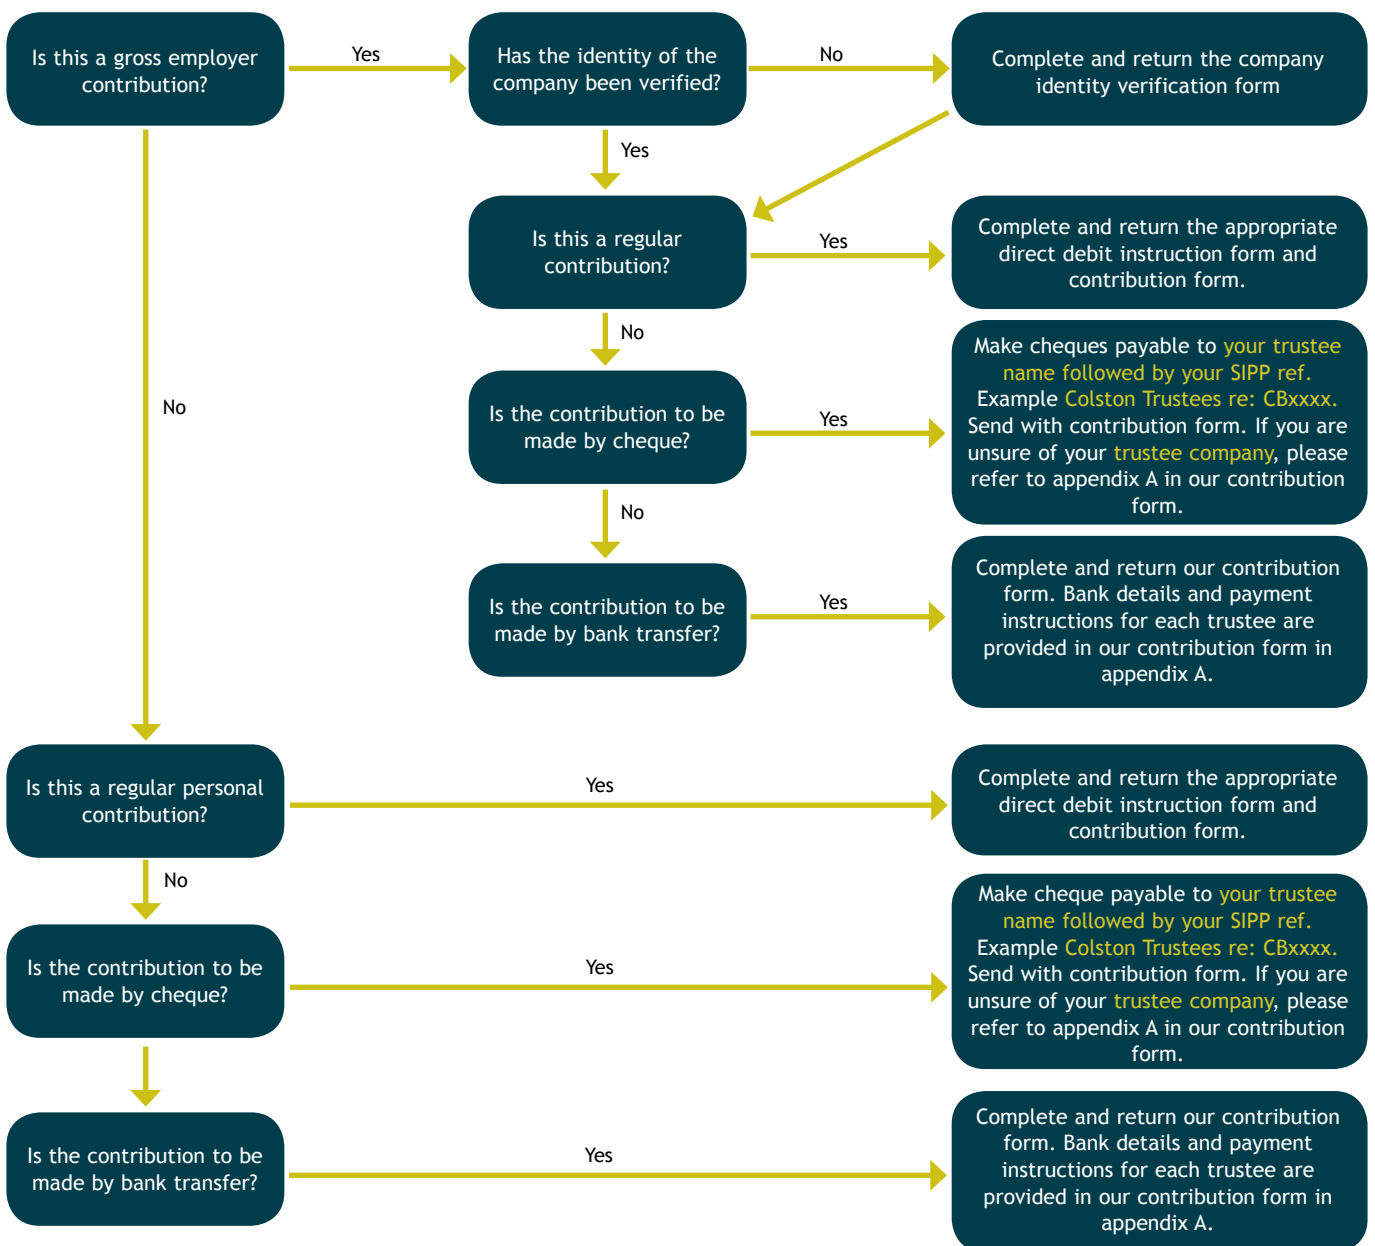 Is this a gross employer
contribution?
Yes
Has the identity of the
company been verified?
No
Complete and return the company
identity verification form
Yes
Is this a regular
contribution?
Yes
Complete and return the appropriate
direct debit instruction form and
contribution form.
No
Is the contribution to be
made by cheque?
Yes
Make cheques payable to your trustee
name followed by your SIPP ref.
Example Colston Trustees re: CBxxxx.
Send with contribution form. If you are
unsure of your trustee company, please
refer to appendix A in our contribution
form.
No
Is the contribution to be
made by bank transfer?
Yes
Complete and return our contribution
form. Bank details and payment
instructions for each trustee are
provided in our contribution form in
appendix A.
No
Is this a regular personal
contribution?
Yes
Complete and return the appropriate
direct debit instruction form and
contribution form.
No
Is the contribution to be
made by cheque?
Yes
Make cheque payable to your trustee
name followed by your SIPP ref.
Example Colston Trustees re: CBxxxx.
Send with contribution form. If you are
unsure of your trustee company, please
refer to appendix A in our contribution
form.
Is the contribution to be
made by bank transfer?
Yes
Complete and return our contribution
form. Bank details and payment
instructions for each trustee are
provided in our contribution form in
appendix A.